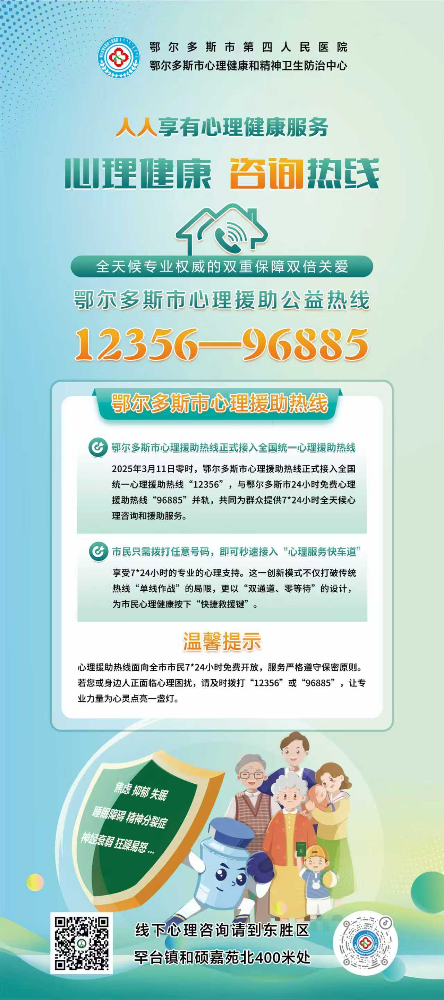 鄂尔多斯市第四人民医院
鄂尔多斯市心理健康和精神卫生防治中心
人人享有心理健康服务
心理健康 咨询热线
全天候专业权威的双重保障双倍关爱
鄂尔多斯市心理援助公益热线
12356—96885
鄂尔多斯市心理援助热线
鄂尔多斯市心理援助热线正式接入全国统一心理援助热线
2025年3月11日零时，鄂尔多斯市心理援助热线正式接入全国
统一心理援助热线“12356”，与鄂尔多斯市24小时免费心理
援助热线“96885”并轨，共同为群众提供7*24小时全天候心
理咨询和援助服务。
市民只需拨打任意号码，即可秒速接入“心理服务快车道”
享受7*24小时的专业的心理支持。这一创新模式不仅打破传统
热线“单线作战”的局限，更以“双通道、零等待”的设计，
为市民心理健康按下“快捷救援键”。
温馨提示
心理援助热线面向全市市民7*24小时免费开放，服务严格遵守保密原则。
若您或身边人正面临心理困扰，请及时拨打“12356”或“96885”，让专
业力量为心灵点亮一盏灯。
焦虑 抑郁 失眠
睡眠障碍 精神分裂症
神经衰弱 狂躁易怒...
线下心理咨询请到东胜区
罕台镇和硕嘉苑北400米处